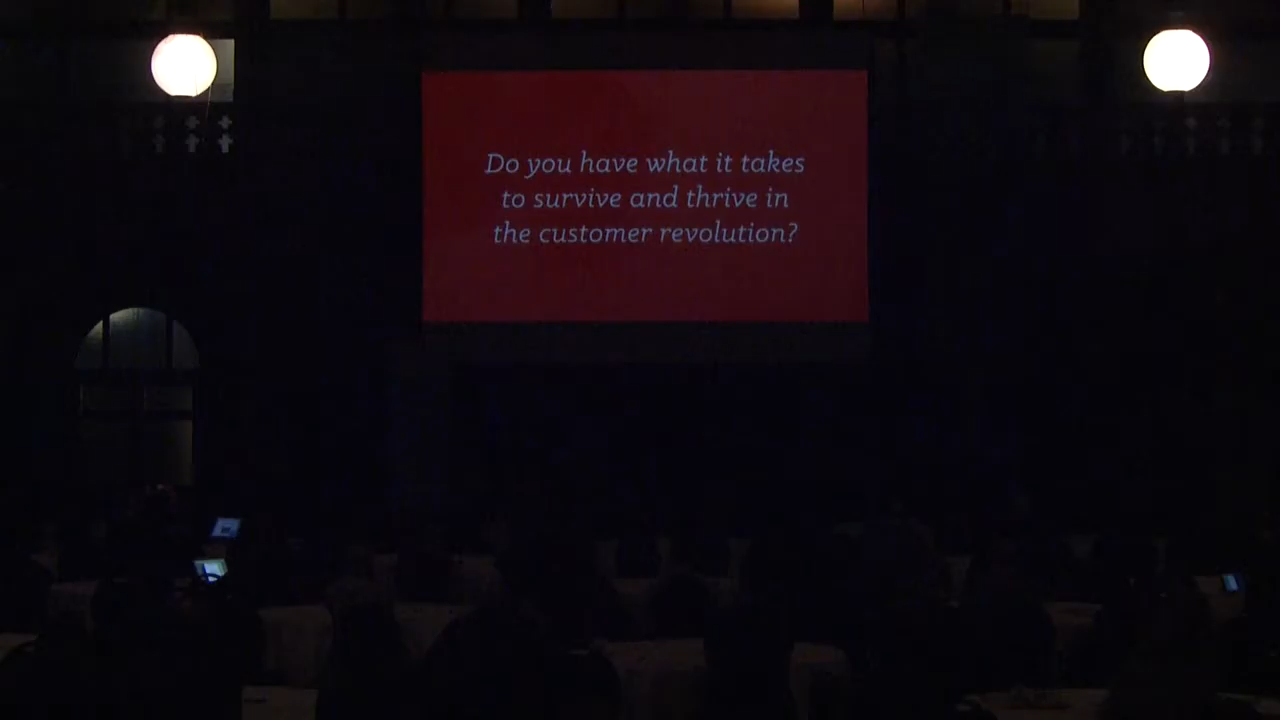 Do you have what it takes
to survive and thrive in
the customer revolution?